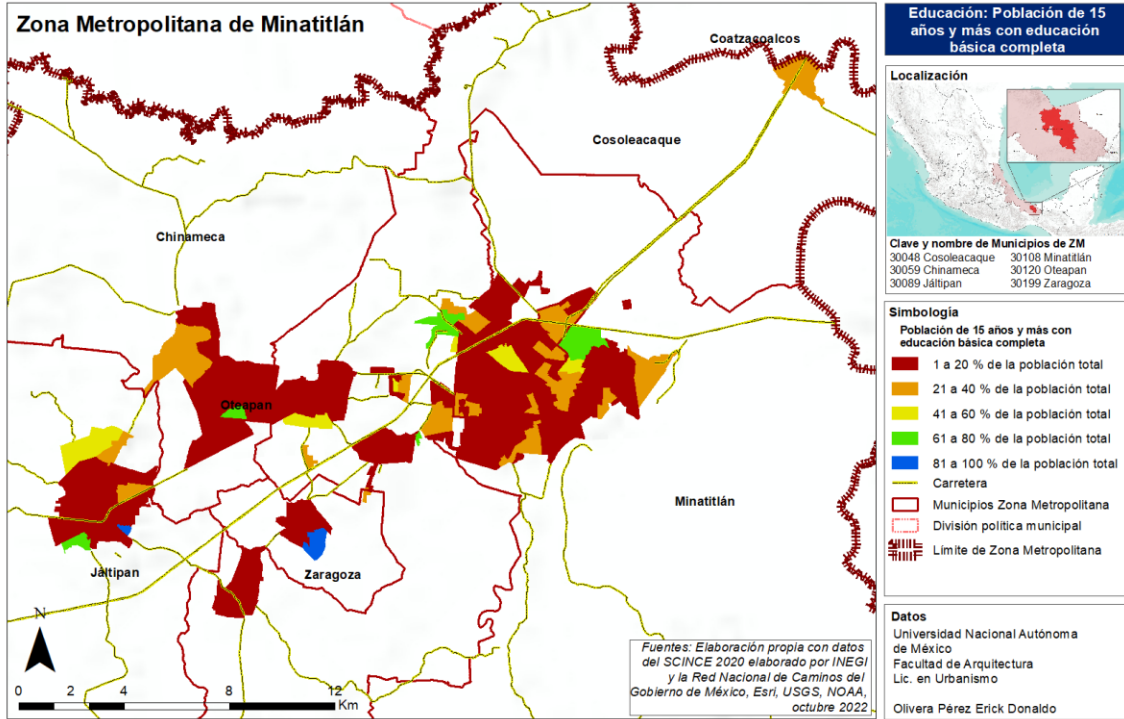 Zona Metropolitana de Minatitlán
Coatzacoalcos
Cosoleacaque
Chinameca
Oteapan
Minatitlán
Jáltipan
Zaragoza
N
0 2 4 8 12
Km
Fuentes: Elaboración propia con datos
del SCINCE 2020 elaborado por INEGI
y la Red Nacional de Caminos del
Gobierno de México, Esri, USGS, NOAA,
octubre 2022
Educación: Población de 15
años y más con educación
básica completa
Localización
Clave y nombre de Municipios de ZM
30048 Cosoleacaque 30108 Minatitlán
30059 Chinameca 30120 Oteapan
30089 Jáltipan 30199 Zaragoza
Simbología
Población de 15 años y más con
educación básica completa
1 a 20 % de la población total
21 a 40 % de la población total
41 a 60 % de la población total
61 a 80 % de la población total
81 a 100 % de la población total
Carretera
Municipios Zona Metropolitana
División política municipal
Límite de Zona Metropolitana
Datos
Universidad Nacional Autónoma
de México
Facultad de Arquitectura
Lic. en Urbanismo
Olivera Pérez Erick Donaldo